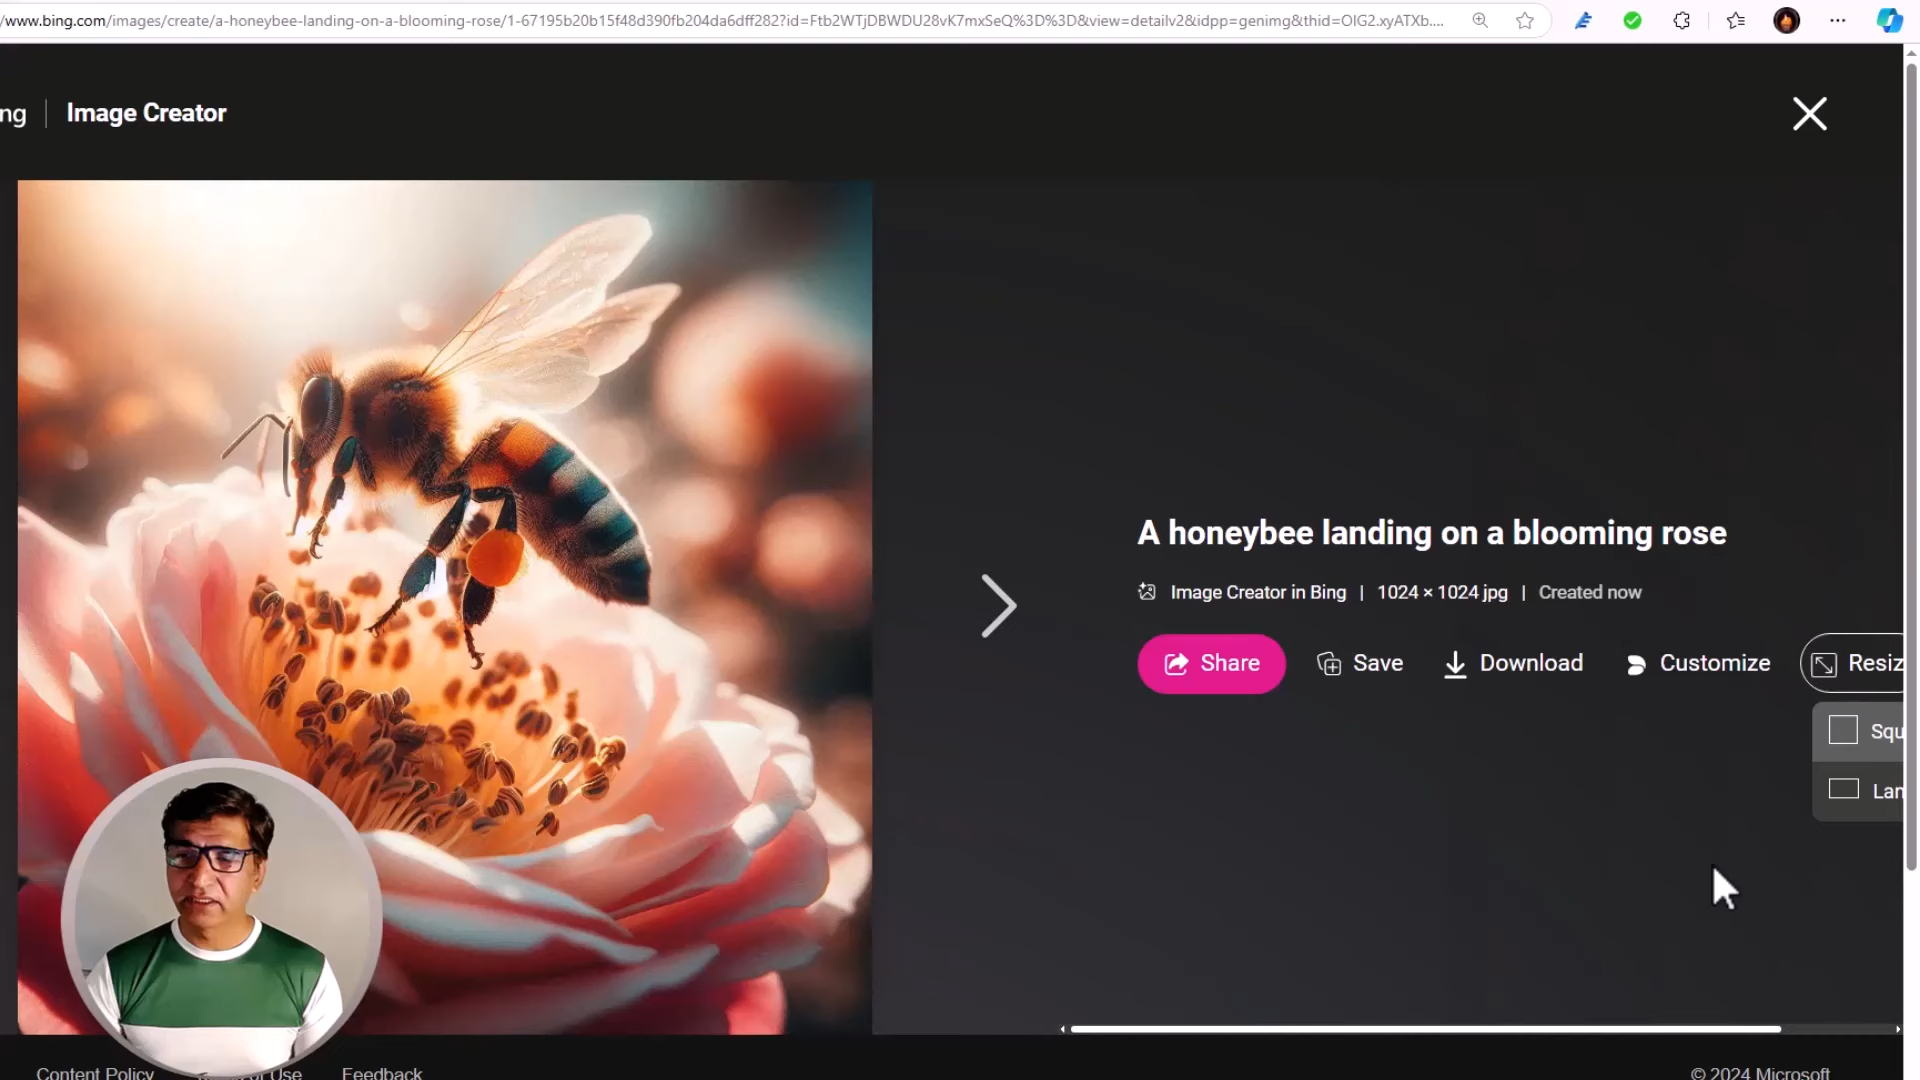 www.bing.com/images/create/a-honeybee-landing-on-a-blooming-rose/1-67195b20b15f48d390fb204da6dff282?id=Ftb2WTjDBWDU28vK7mxSeQ%3D%3D&view=detailv2&idpp=genimg&thid=OIG2.xyATXb....
ng | Image Creator
A honeybee landing on a blooming rose
Image Creator in Bing | 1024 × 1024 jpg | Created now
Share Save Download Customize Resiz
Squ
Lan
Content Policy Use Feedback © 2024 Microsoft